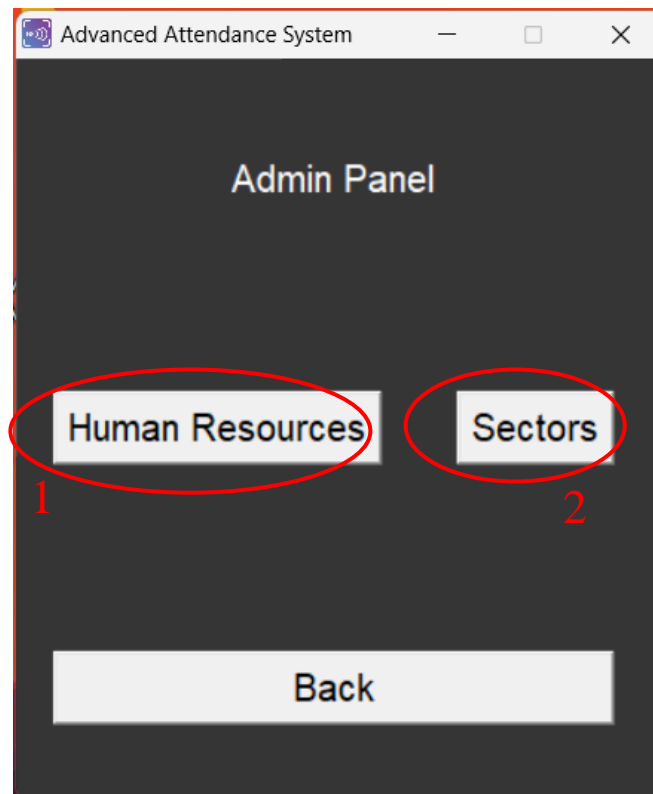 Advanced Attendance System
Admin Panel
Human Resources Sectors
1 2
Back